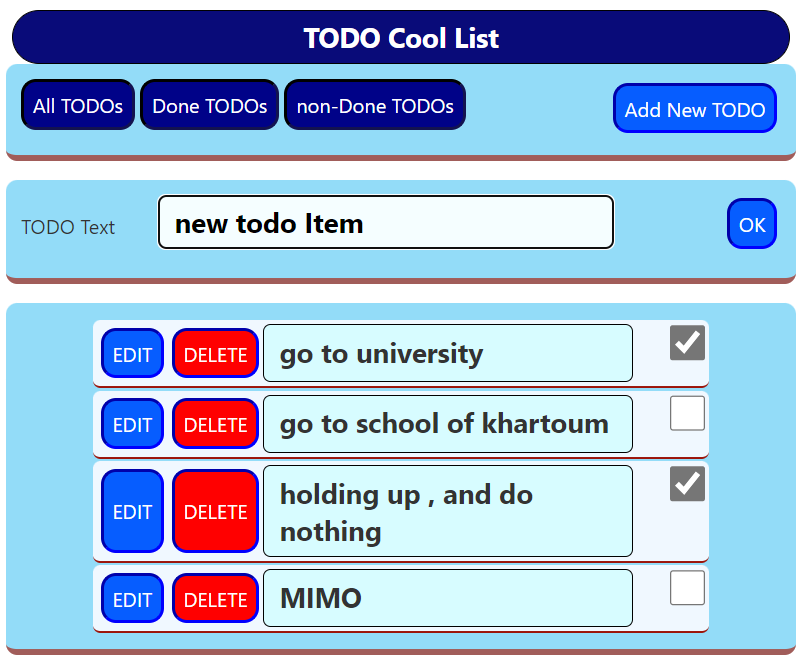 TODO Cool List
All TODOs Done TODOs non-Done TODOs Add New TODO
TODO Text new todo Item OK
EDIT DELETE go to university
EDIT DELETE go to school of khartoum
EDIT DELETE holding up , and do
nothing
EDIT DELETE MIMO